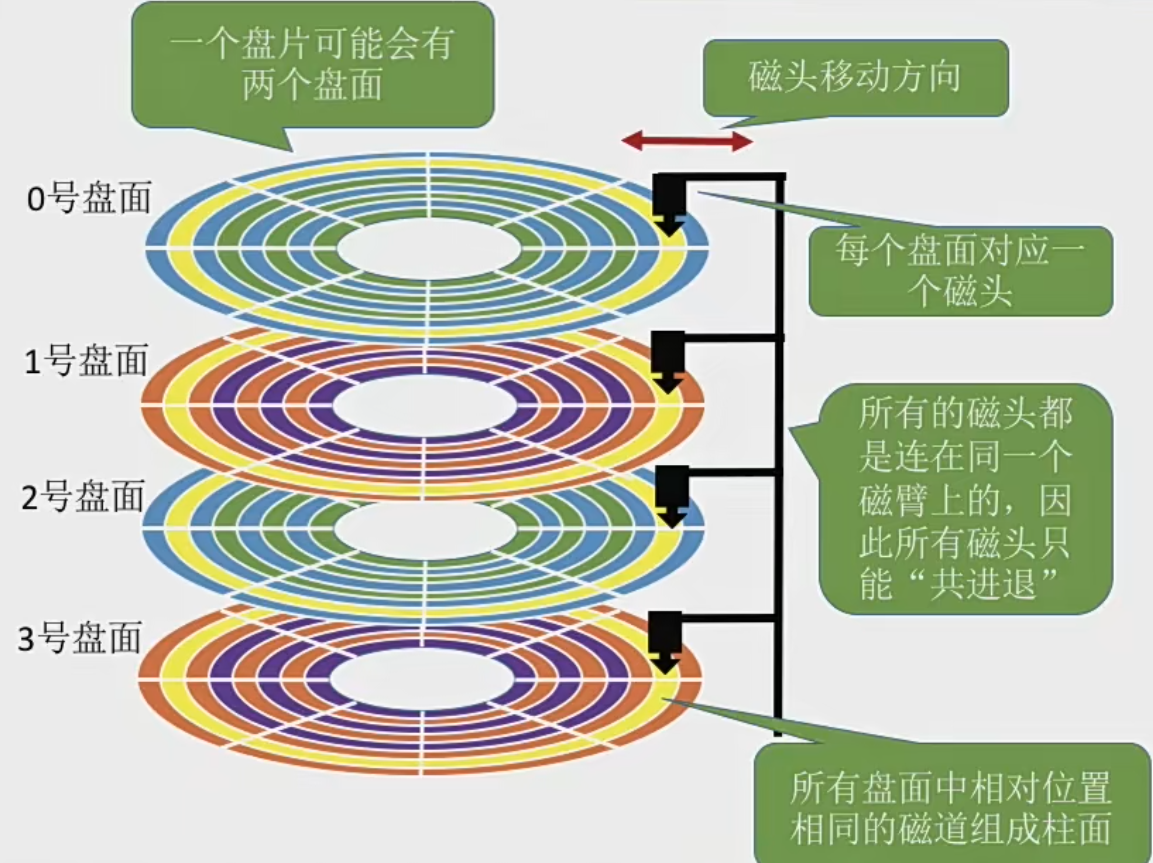 一个盘片可能会有
两个盘面
磁头移动方向
0号盘面
每个盘面对应一
个磁头
1号盘面
所有的磁头都
是连在同一个
磁臂上的，因
此所有磁头只
能“共进退”
2号盘面
3号盘面
所有盘面中相对位置
相同的磁道组成柱面